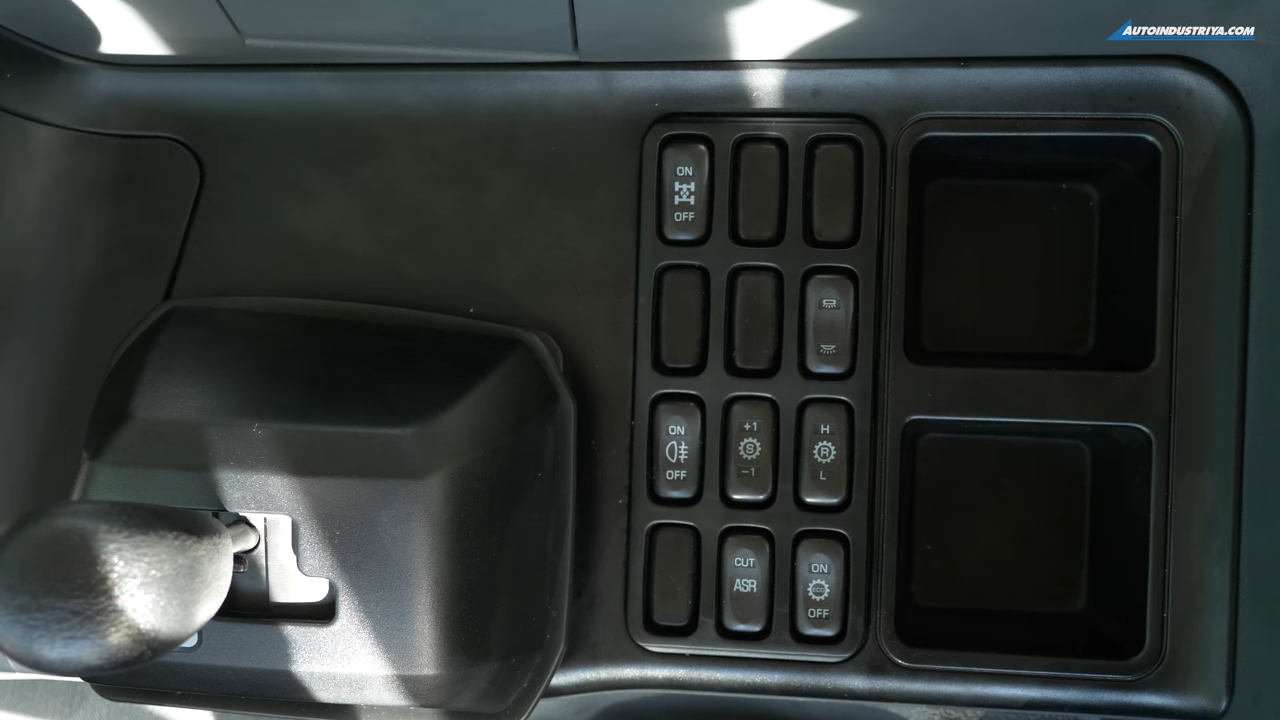 AUTOINDUSTRIYA.COM
ON
OFF
ON
OFF
+1
S
−1
H
R
L
CUT
ASR
ON
ECO
OFF